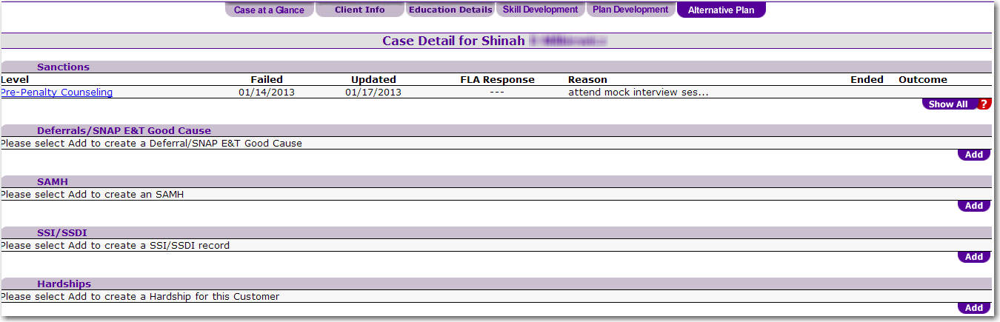 Case at a Glance Client Info Education Details Skill Development Plan Development Alternative Plan
Case Detail for Shinah
Sanctions
Level Failed Updated FLA Response Reason Ended Outcome
Pre-Penalty Counseling 01/14/2013 01/17/2013 --- attend mock interview ses...
Show All ?
Deferrals/SNAP E&T Good Cause
Please select Add to create a Deferral/SNAP E&T Good Cause
Add
SAMH
Please select Add to create an SAMH
Add
SSI/SSDI
Please select Add to create a SSI/SSDI record
Add
Hardships
Please select Add to create a Hardship for this Customer
Add